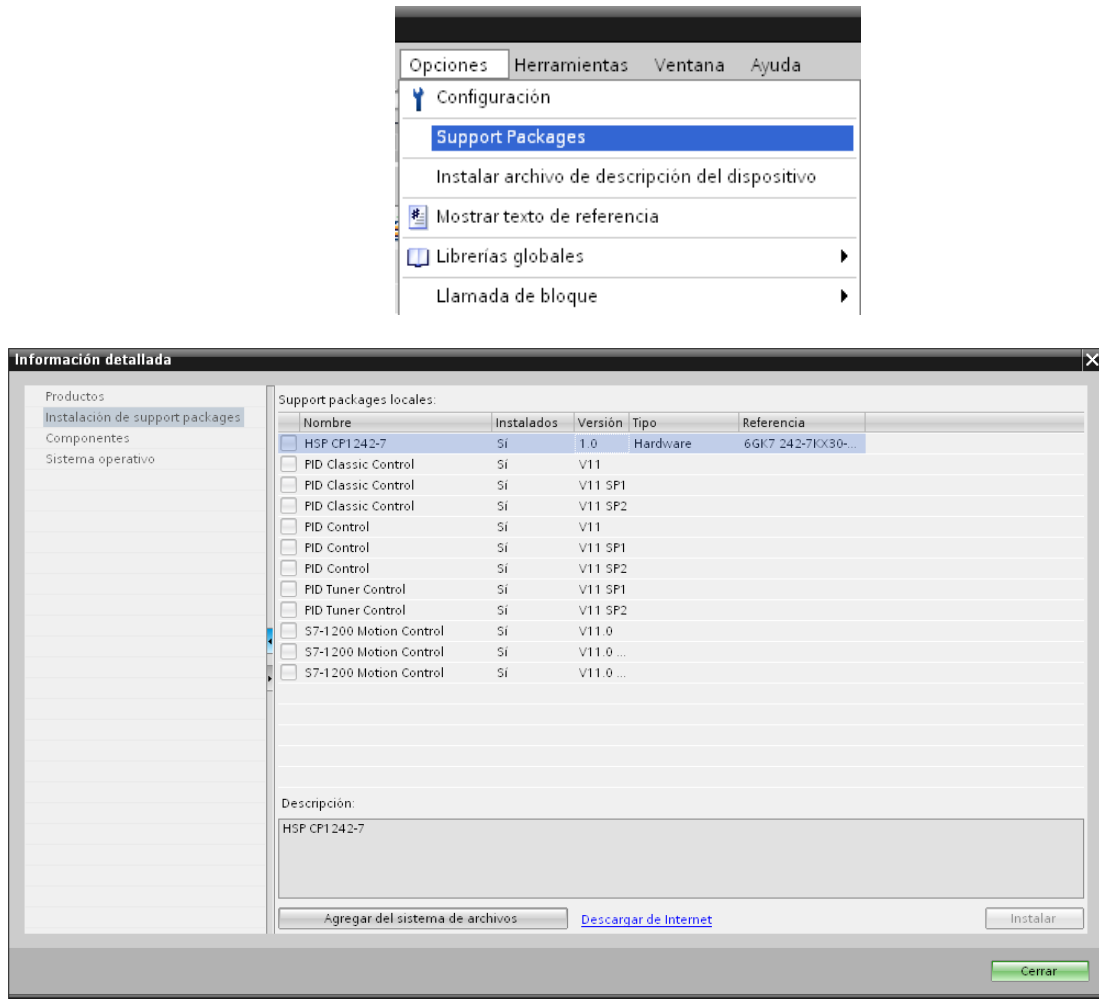 Opciones Herramientas Ventana Ayuda
Configuración
Support Packages
Instalar archivo de descripción del dispositivo
Mostrar texto de referencia
Librerías globales
Llamada de bloque
Información detallada
Productos
Instalación de support packages
Componentes
Sistema operativo
Support packages locales:
Nombre Instalados Versión Tipo Referencia
HSP CP1242-7 Sí 1.0 Hardware 6GK7 242-7KX30-...
PID Classic Control Sí V11
PID Classic Control Sí V11 SP1
PID Classic Control Sí V11 SP2
PID Control Sí V11
PID Control Sí V11 SP1
PID Control Sí V11 SP2
PID Tuner Control Sí V11 SP1
PID Tuner Control Sí V11 SP2
S7-1200 Motion Control Sí V11.0
S7-1200 Motion Control Sí V11.0 ...
S7-1200 Motion Control Sí V11.0 ...
Descripción:
HSP CP1242-7
Agregar del sistema de archivos Descargar de Internet Instalar
Cerrar